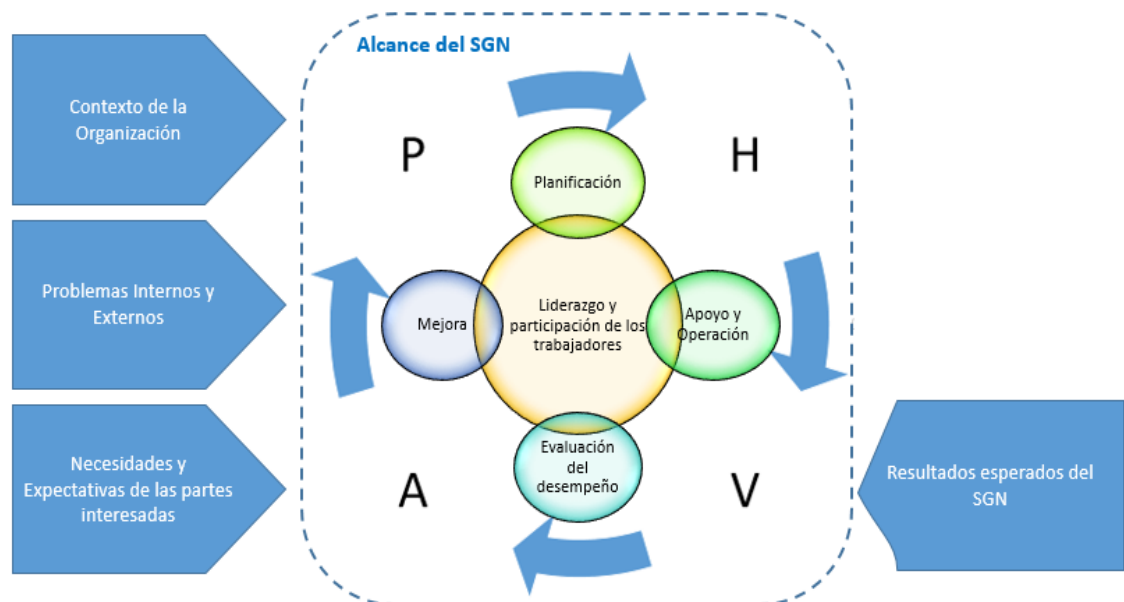 Alcance del SGN
Contexto de la
Organización
P
H
Planificación
Problemas Internos y
Externos
Mejora
Liderazgo y
participación de los
trabajadores
Apoyo y
Operación
Necesidades y
Expectativas de las partes
interesadas
A
Evaluación
del
desempeño
V
Resultados esperados del
SGN